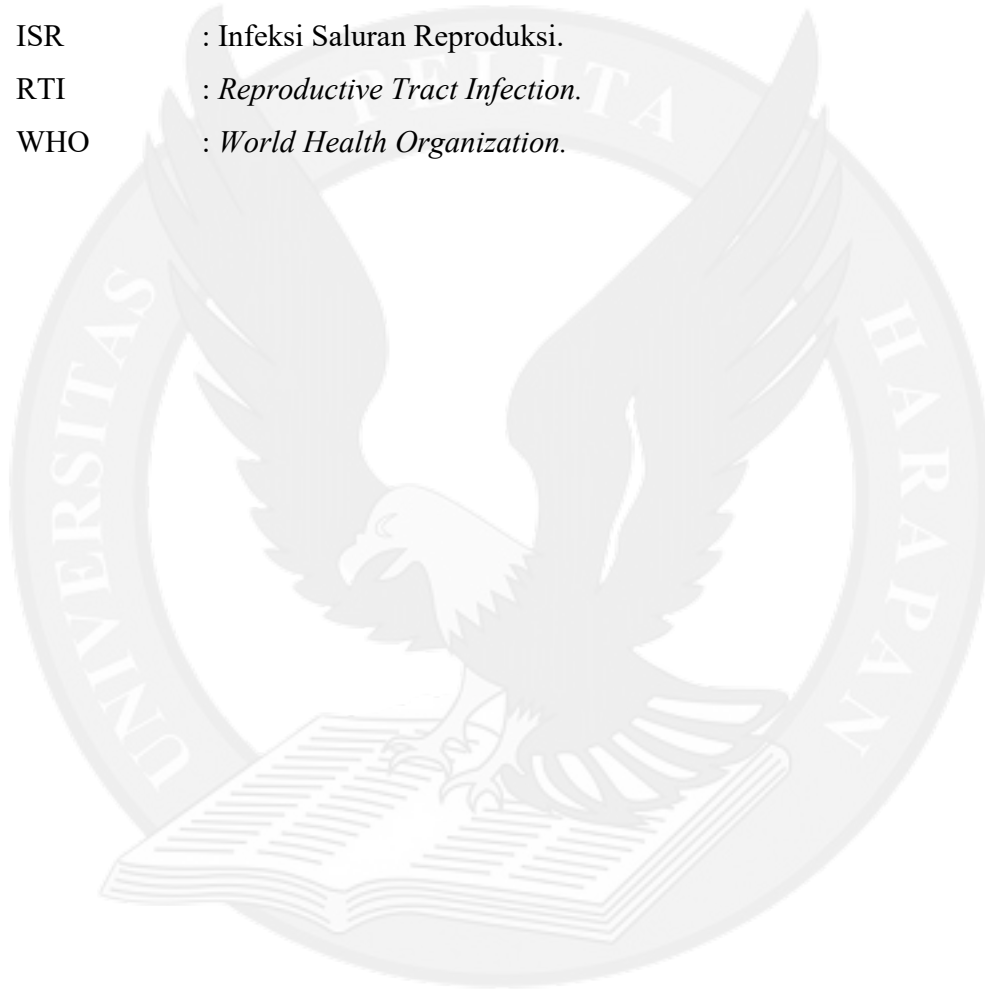 ISR : Infeksi Saluran Reproduksi.
RTI : Reproductive Tract Infection.
WHO : World Health Organization.
UNIVERSITAS PELITA HARAPAN